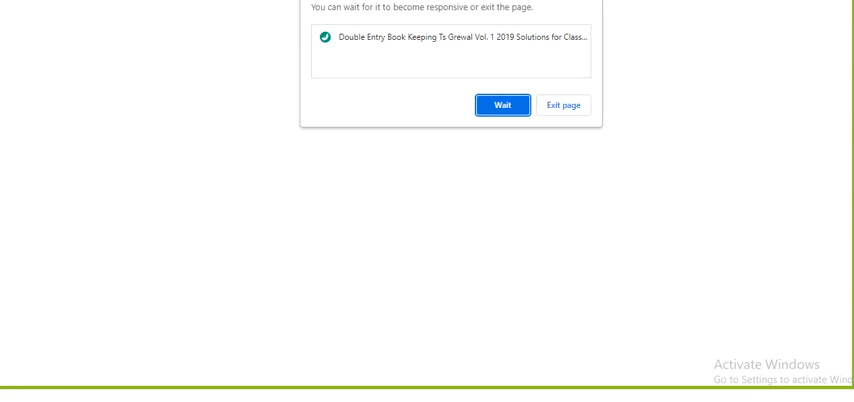 You can wait for it to become responsive or exit the page.
Double Entry Book Keeping Ts Grewal Vol. 1 2019 Solutions for Class...
Wait
Exit page
Activate Windows
Go to Settings to activate Wind